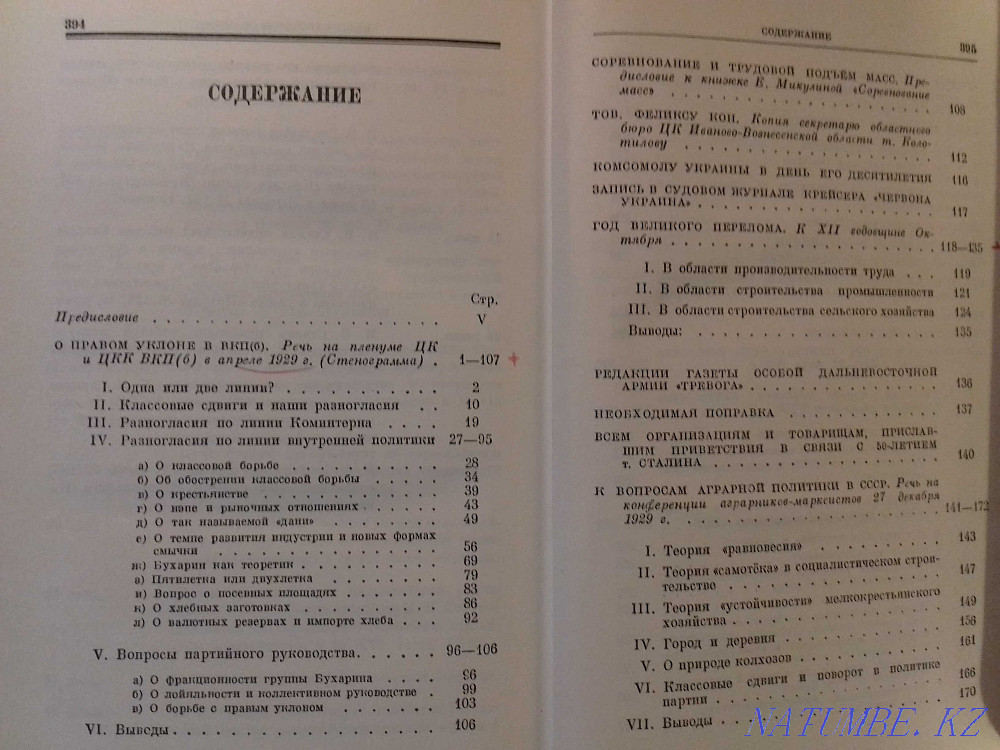 394
СОДЕРЖАНИЕ
Стр.
Предисловие . . . . . . . . . . . . . . . . . . . . V
О ПРАВОМ УКЛОНЕ В ВКП(б). Речь на пленуме ЦК
и ЦКК ВКП(б) в апреле 1929 г. (Стенограмма) . 1—107 +
I. Одна или две линии? . . . . . . . . . . . 2
II. Классовые сдвиги и наши разногласия . . 10
III. Разногласия по линии Коминтерна . . . . 19
IV. Разногласия по линии внутренней политики 27—95
а) О классовой борьбе . . . . . . . . . . . 28
б) Об обострении классовой борьбы . . . . . 34
в) О крестьянстве . . . . . . . . . . . . . 39
г) О нэпе и рыночных отношениях . . . . . . 43
д) О так называемой «дани» . . . . . . . . 49
е) О темпе развития индустрии и новых формах
смычки . . . . . . . . . . . . . . . . . 56
ж) Бухарин как теоретик . . . . . . . . . . 69
з) Пятилетка или двухлетка . . . . . . . . 79
и) Вопрос о посевных площадях . . . . . . . 83
к) О хлебных заготовках . . . . . . . . . . 86
л) О валютных резервах и импорте хлеба . . . 92
V. Вопросы партийного руководства . . . . . . 96—106
а) О фракционности группы Бухарина . . . . 96
б) О лойяльности и коллективном руководстве . 99
в) О борьбе с правым уклоном . . . . . . . 103
VI. Выводы . . . . . . . . . . . . . . . . . 106
СОДЕРЖАНИЕ
395
СОРЕВНОВАНИЕ И ТРУДОВОЙ ПОДЪЁМ МАСС. Пре-
дисловие к книжке Е. Микулиной «Соревнование
масс» . . . . . . . . . . . . . . . . . . . 108
ТОВ. ФЕЛИКСУ КОН. Копия секретарю областного
бюро ЦК Иваново-Вознесенской области т. Коло-
тилову . . . . . . . . . . . . . . . . . . 112
КОМСОМОЛУ УКРАИНЫ В ДЕНЬ ЕГО ДЕСЯТИЛЕТИЯ 116
ЗАПИСЬ В СУДОВОМ ЖУРНАЛЕ КРЕЙСЕРА «ЧЕРВОНА
УКРАИНА» . . . . . . . . . . . . . . . . . 117
ГОД ВЕЛИКОГО ПЕРЕЛОМА. К XII годовщине Ок-
тября . . . . . . . . . . . . . . . . . . . 118—135 +
I. В области производительности труда . . . 119
II. В области строительства промышленности 121
III. В области строительства сельского хозяйства 124
Выводы: . . . . . . . . . . . . . . . . 135
РЕДАКЦИИ ГАЗЕТЫ ОСОБОЙ ДАЛЬНЕВОСТОЧНОЙ
АРМИИ «ТРЕВОГА» . . . . . . . . . . . . . . 136
НЕОБХОДИМАЯ ПОПРАВКА . . . . . . . . . . . . 137
ВСЕМ ОРГАНИЗАЦИЯМ И ТОВАРИЩАМ, ПРИСЛАВ-
ШИМ ПРИВЕТСТВИЯ В СВЯЗИ С 50-ЛЕТИЕМ
т. СТАЛИНА . . . . . . . . . . . . . . . . 140
К ВОПРОСАМ АГРАРНОЙ ПОЛИТИКИ В СССР. Речь на
конференции аграрников-марксистов 27 декабря
1929 г. . . . . . . . . . . . . . . . . . . 141—172
I. Теория «равновесия» . . . . . . . . . . 143
II. Теория «самотёка» в социалистическом строи-
тельстве . . . . . . . . . . . . . . . . 147
III. Теория «устойчивости» мелкокрестьянского
хозяйства . . . . . . . . . . . . . . . . 149
IV. Город и деревня . . . . . . . . . . . . 156
V. О природе колхозов . . . . . . . . . . . 161
VI. Классовые сдвиги и поворот в политике
партии . . . . . . . . . . . . . . . . . 166
VII. Выводы . . . . . . . . . . . . . . . . 170
NATUMBE.KZ